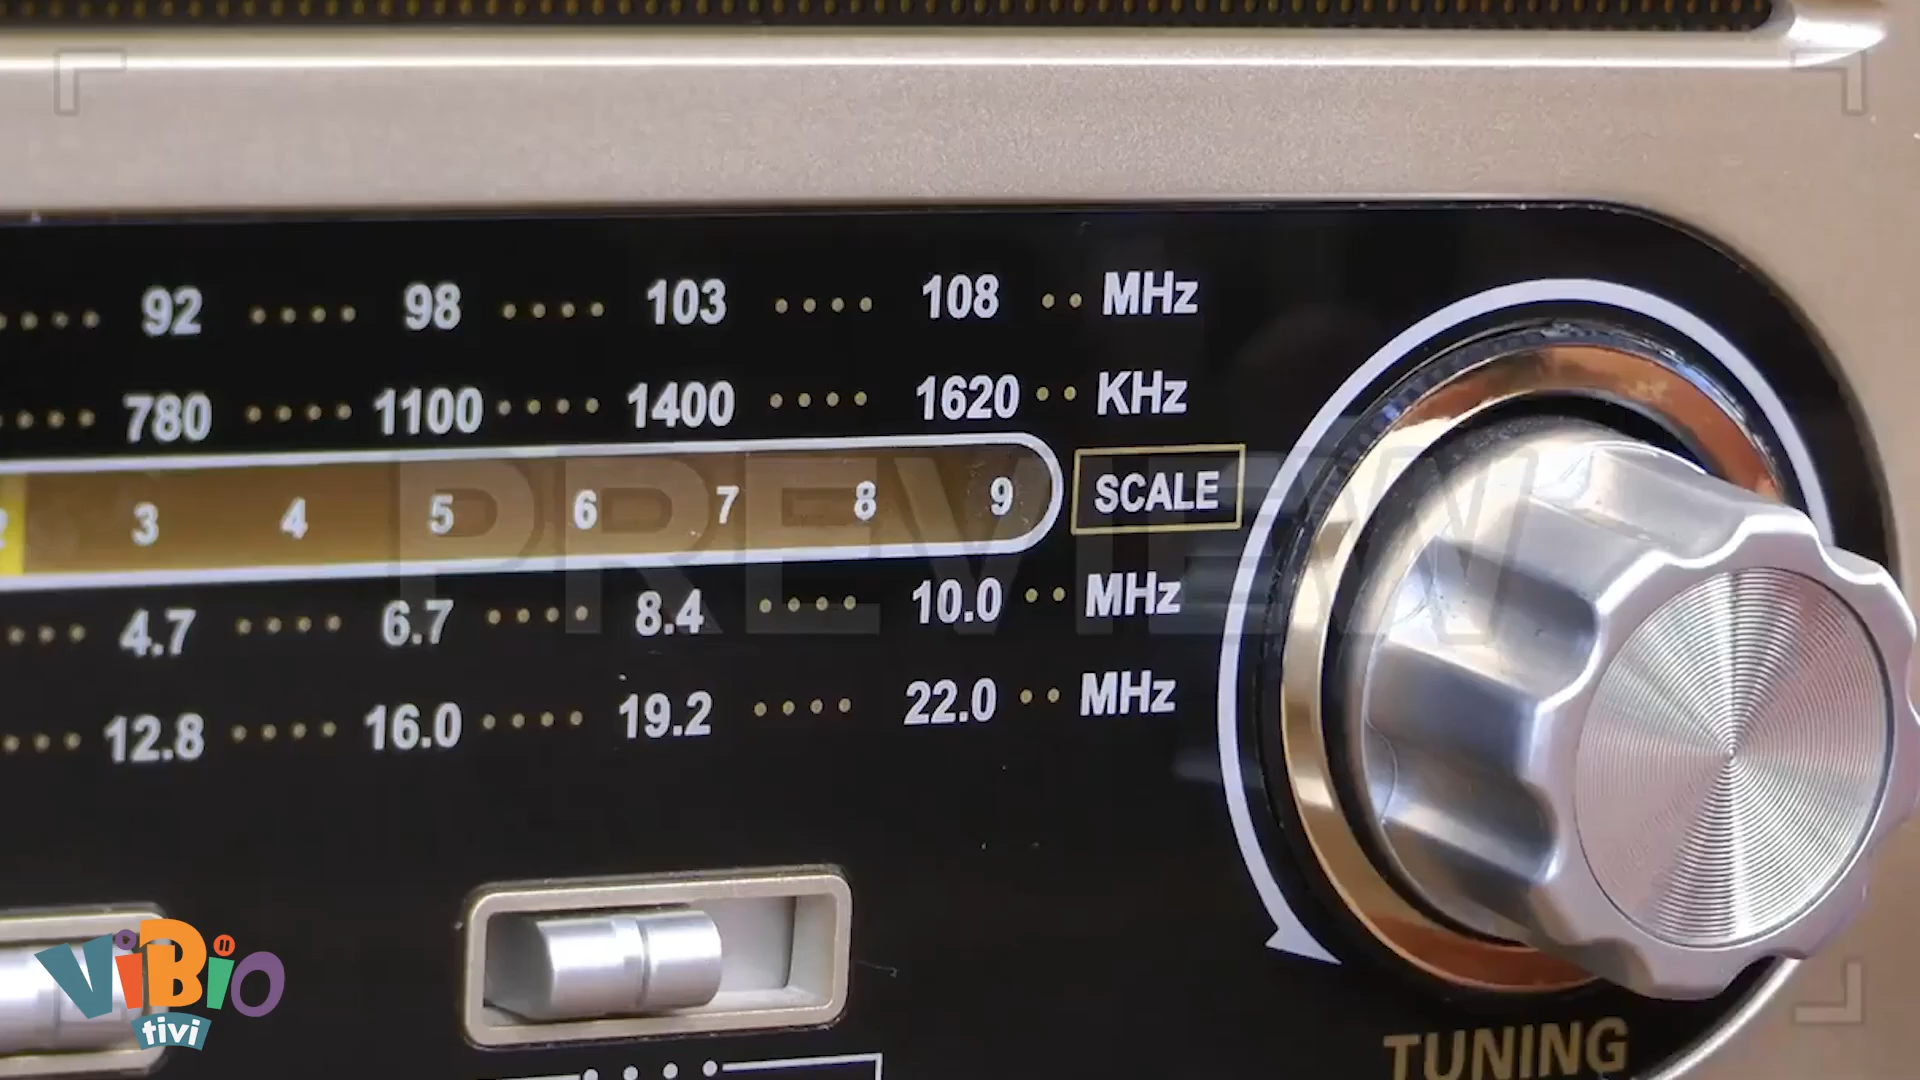 92 98 103 108 MHz
780 1100 1400 1620 KHz
3 4 5 6 7 8 9 SCALE
4.7 6.7 8.4 10.0 MHz
12.8 16.0 19.2 22.0 MHz
PREVIEW
TUNING
ViBiO
tivi